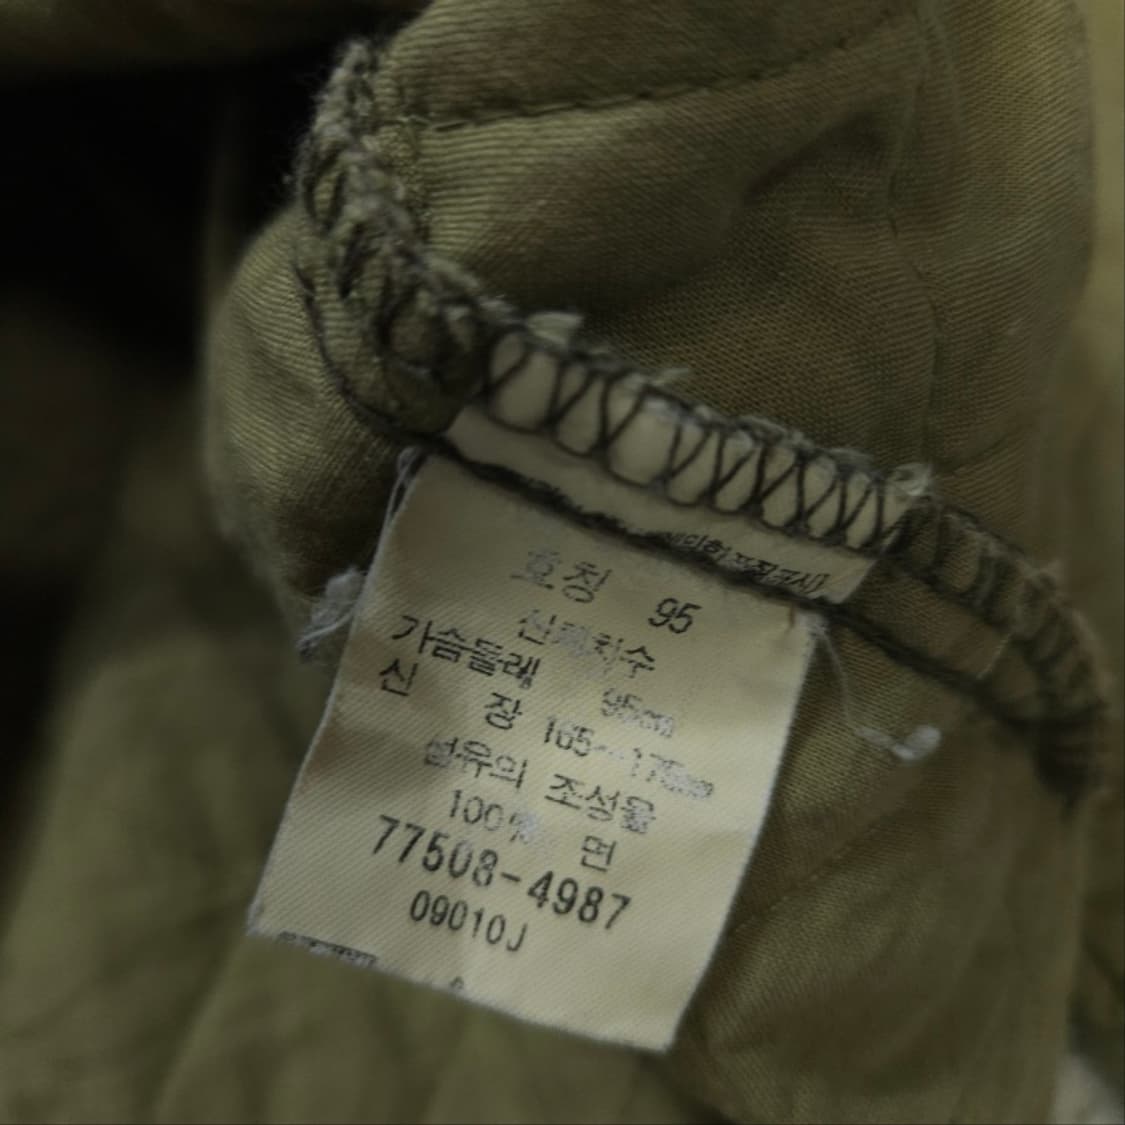 호칭 95
신체치수
가슴둘레 95cm
신 장 165~175cm
섬유의 조성율
100% 면
77508-4987
09010J